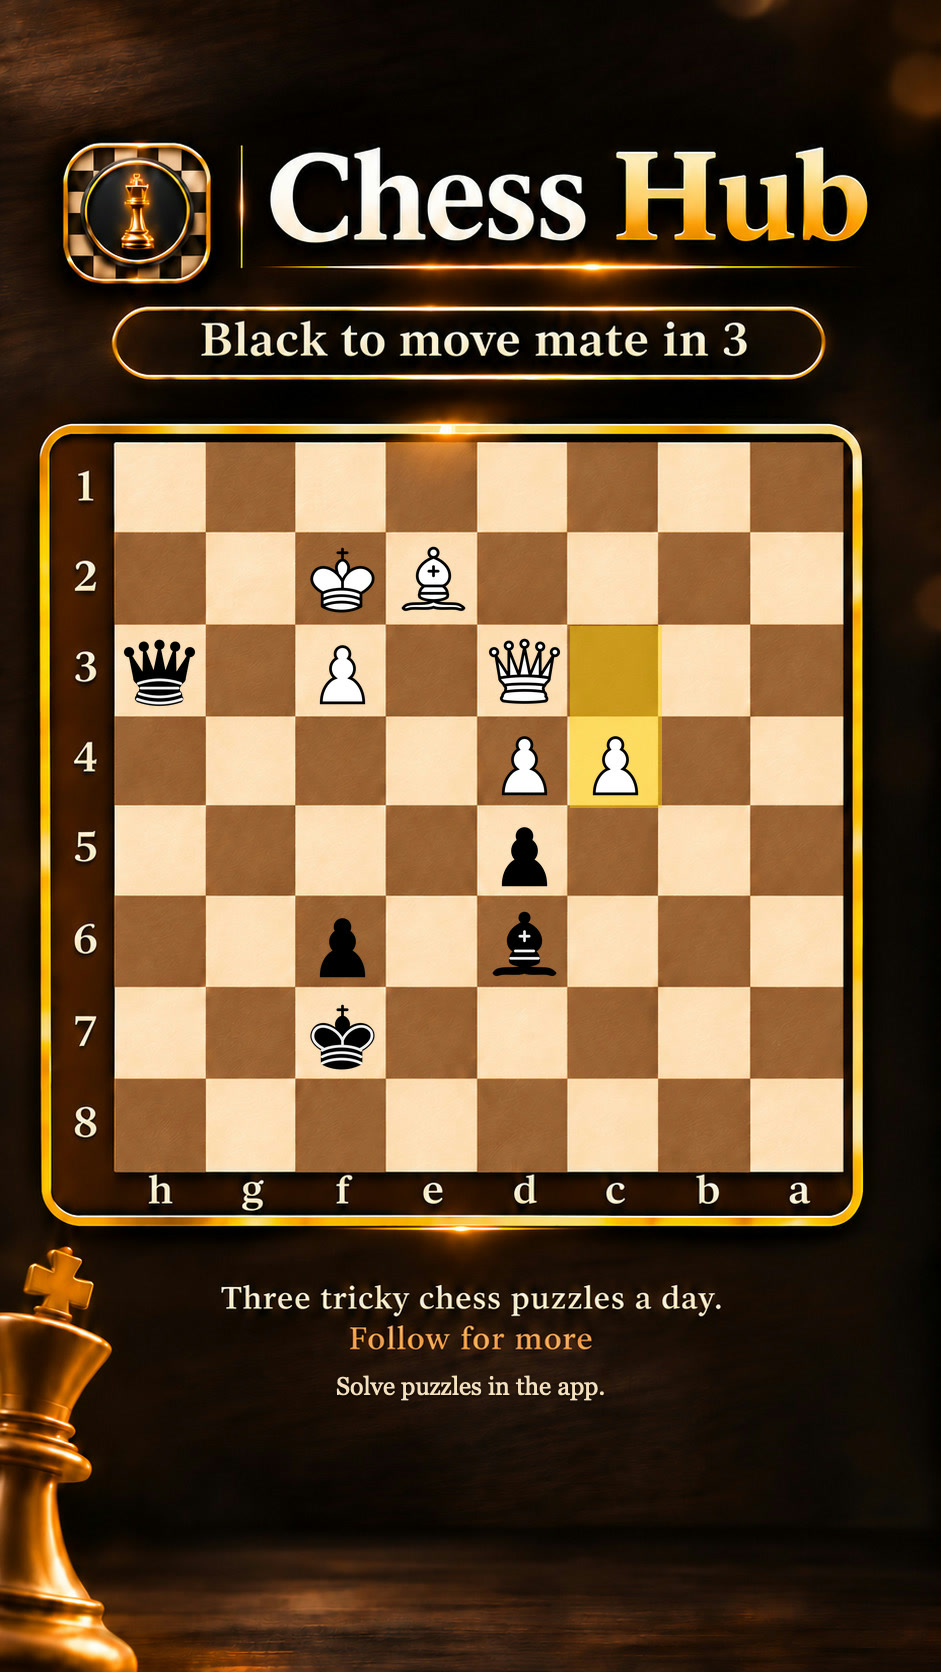 Chess Hub
Black to move mate in 3
1
2
3
4
5
6
7
8
h g f e d c b a
Three tricky chess puzzles a day.
Follow for more
Solve puzzles in the app.